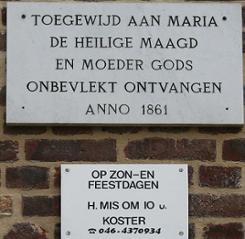 TOEGEWIJD AAN MARIA
DE HEILIGE MAAGD
EN MOEDER GODS
ONBEVLEKT ONTVANGEN
ANNO 1861
OP ZON-EN
FEESTDAGEN
H. MIS OM 10 u.
KOSTER
☎ 046-4370934